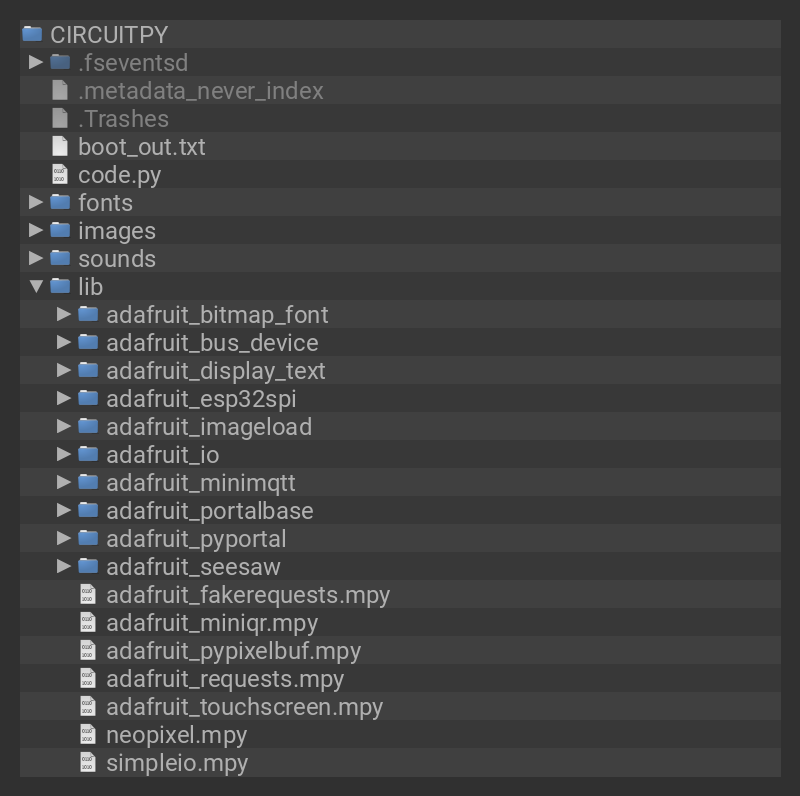 CIRCUITPY
.fseventsd
.metadata_never_index
.Trashes
boot_out.txt
code.py
fonts
images
sounds
lib
adafruit_bitmap_font
adafruit_bus_device
adafruit_display_text
adafruit_esp32spi
adafruit_imageload
adafruit_io
adafruit_minimqtt
adafruit_portalbase
adafruit_pyportal
adafruit_seesaw
adafruit_fakerequests.mpy
adafruit_miniqr.mpy
adafruit_pypixelbuf.mpy
adafruit_requests.mpy
adafruit_touchscreen.mpy
neopixel.mpy
simpleio.mpy